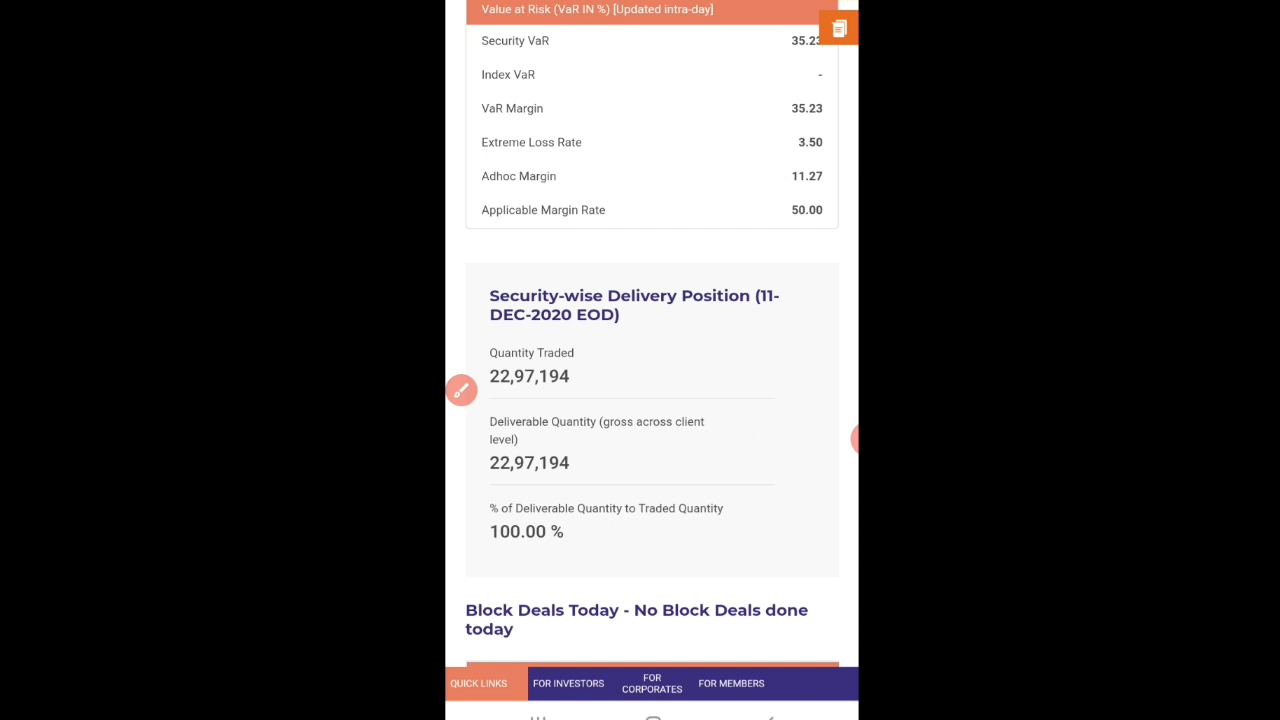 Value at Risk (VaR IN %) [Updated intra-day]
Security VaR 35.23
Index VaR -
VaR Margin 35.23
Extreme Loss Rate 3.50
Adhoc Margin 11.27
Applicable Margin Rate 50.00
Security-wise Delivery Position (11-
DEC-2020 EOD)
Quantity Traded
22,97,194
Deliverable Quantity (gross across client
level)
22,97,194
% of Deliverable Quantity to Traded Quantity
100.00 %
Block Deals Today - No Block Deals done
today
QUICK LINKS FOR INVESTORS FOR CORPORATES FOR MEMBERS